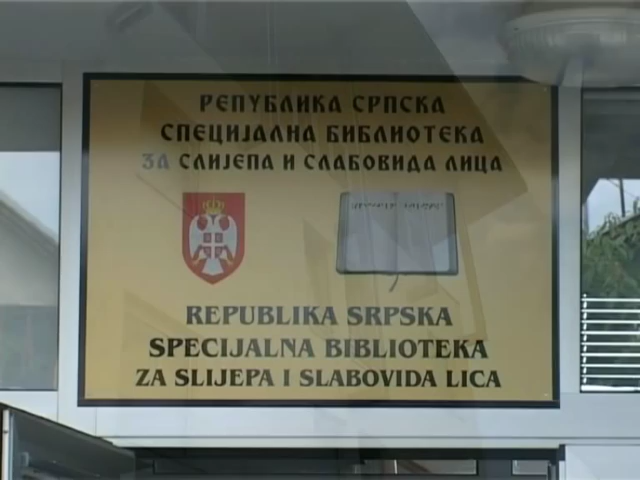 РЕПУБЛИКА СРПСКА
СПЕЦИЈАЛНА БИБЛИОТЕКА
ЗА СЛИЈЕПА И СЛАБОВИДА ЛИЦА
REPUBLIKA SRPSKA
SPECIJALNA BIBLIOTEKA
ZA SLIJEPA I SLABOVIDA LICA